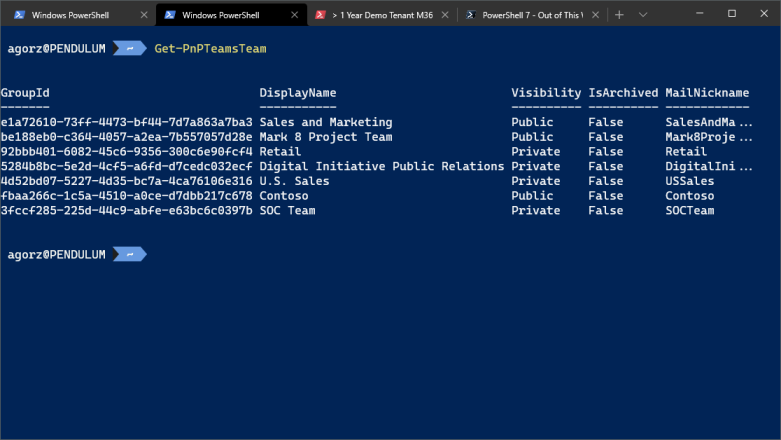 Windows PowerShell
Windows PowerShell
> 1 Year Demo Tenant M36
PowerShell 7 - Out of This
agorz@PENDULUM ~ Get-PnPTeamsTeam
GroupId DisplayName Visibility IsArchived MailNickname
------- ----------- ---------- ---------- ------------
e1a72610-73ff-4473-bf44-7d7a863a7ba3 Sales and Marketing Public False SalesAndMa...
be188eb0-c364-4057-a2ea-7b557057d28e Mark 8 Project Team Public False Mark8Proje...
92bbb401-6082-45c6-9356-300c6e90fcf4 Retail Private False Retail
5284b8bc-5e2d-4cf5-a6fd-d7cedc032ecf Digital Initiative Public Relations Private False DigitalIni...
4d52bd07-5227-4d35-bc7a-4ca76106e316 U.S. Sales Private False USSales
fbaa266c-1c5a-4510-a0ce-d7dbb217c678 Contoso Public False Contoso
3fccf285-225d-44c9-abfe-e63bc6c0397b SOC Team Private False SOCTeam
agorz@PENDULUM ~